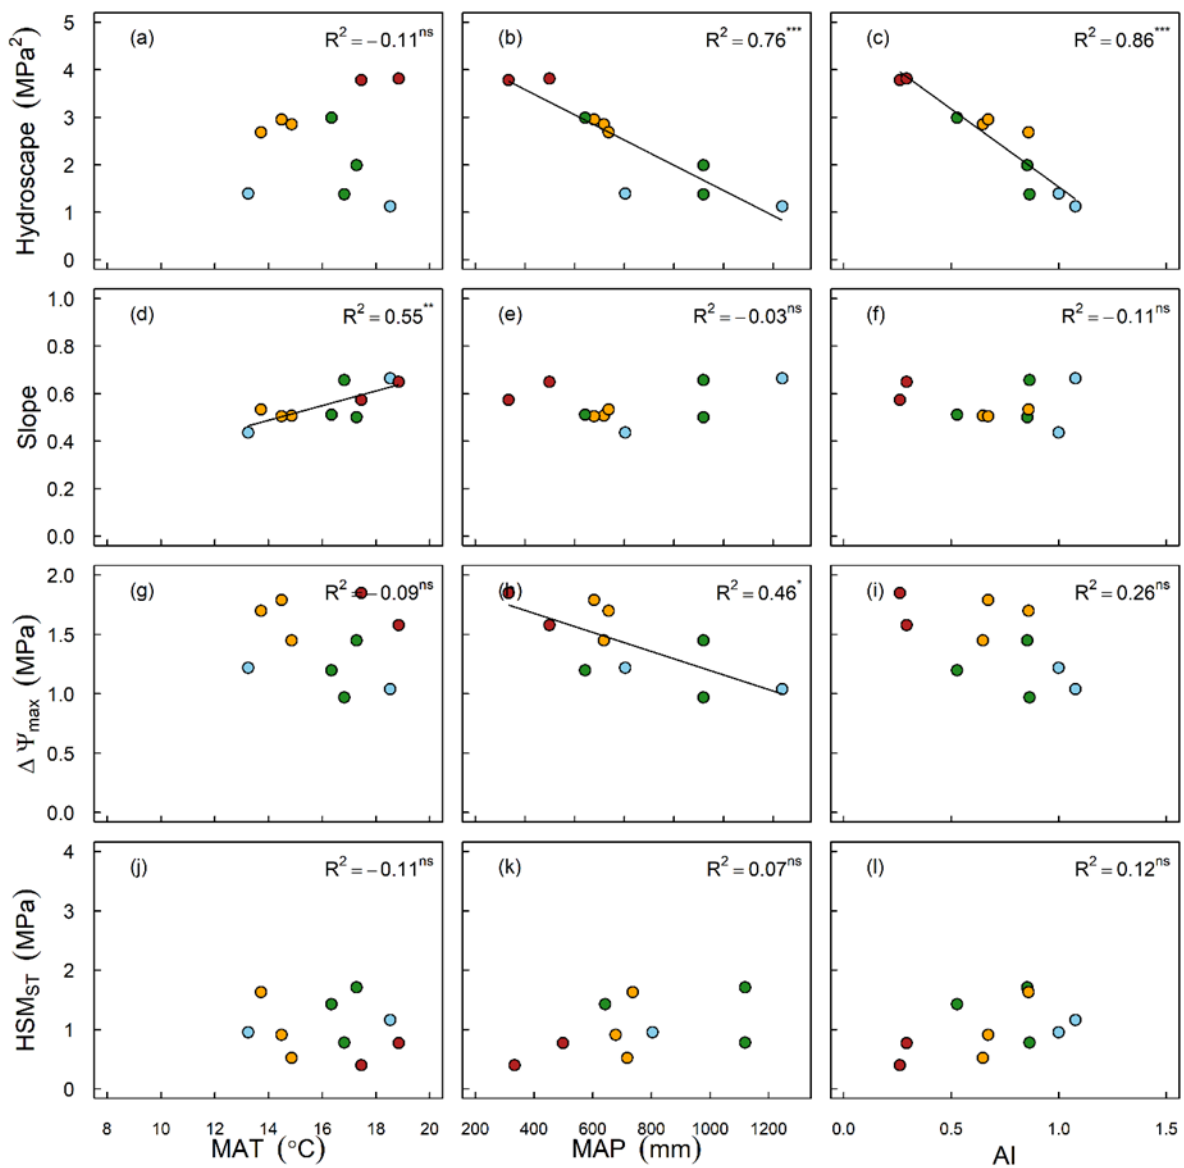 (a) R² = −0.11ns
(b) R² = 0.76***
(c) R² = 0.86***
Hydroscape (MPa²)
5
4
3
2
1
0
(d) R² = 0.55**
(e) R² = −0.03ns
(f) R² = −0.11ns
Slope
1.0
0.8
0.6
0.4
0.2
0.0
(g) R² = −0.09ns
(h) R² = 0.46*
(i) R² = 0.26ns
Δ Ψmax (MPa)
2.0
1.5
1.0
0.5
0.0
(j) R² = −0.11ns
(k) R² = 0.07ns
(l) R² = 0.12ns
HSMST (MPa)
4
3
2
1
0
8 10 12 14 16 18 20
200 400 600 800 1000 1200
0.0 0.5 1.0 1.5
MAT (°C)
MAP (mm)
AI